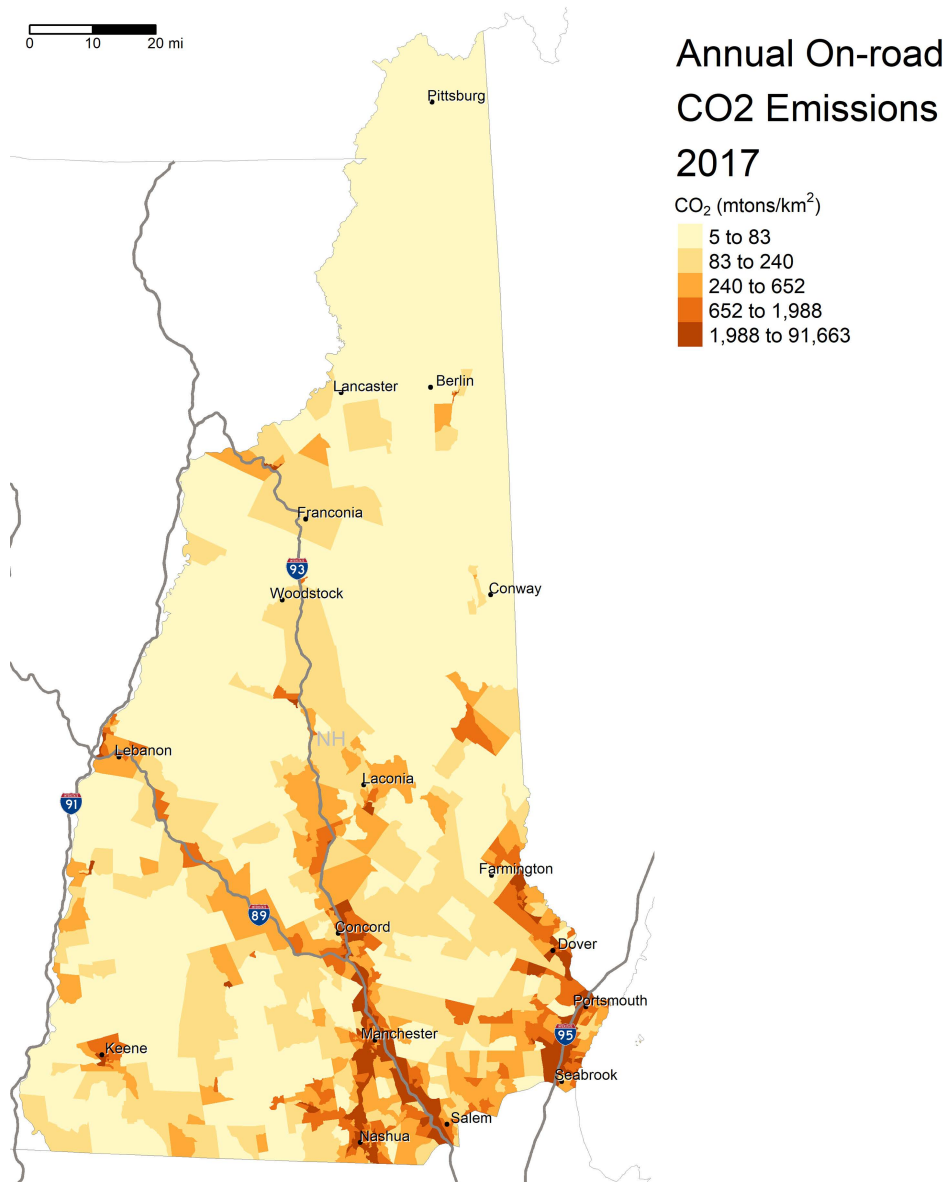 0 10 20 mi
Annual On-road
CO2 Emissions
2017
CO₂ (mtons/km²)
5 to 83
83 to 240
240 to 652
652 to 1,988
1,988 to 91,663
Pittsburg
Lancaster
Berlin
Franconia
93
Woodstock
Conway
NH
Lebanon
Laconia
91
Farmington
89
Concord
Dover
Portsmouth
Manchester
95
Keene
Seabrook
Salem
Nashua